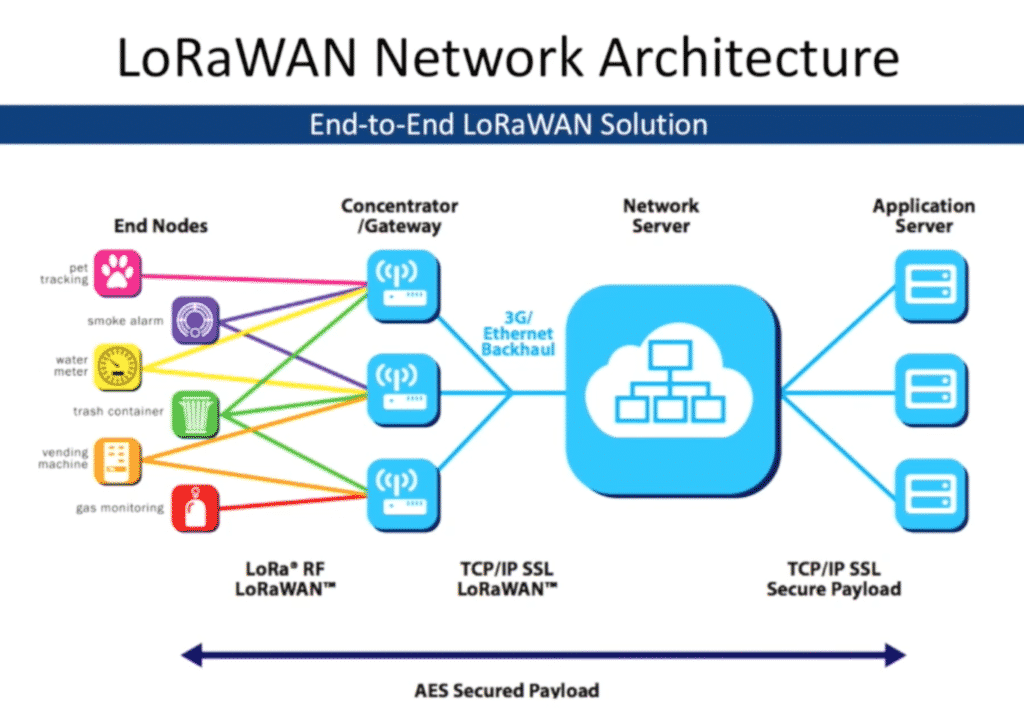 LoRaWAN Network Architecture
End-to-End LoRaWAN Solution
End Nodes
Concentrator
/Gateway
Network
Server
Application
Server
pet
tracking
smoke alarm
water
meter
trash container
vending
machine
gas monitoring
3G/
Ethernet
Backhaul
LoRa® RF
LoRaWAN™
TCP/IP SSL
LoRaWAN™
TCP/IP SSL
Secure Payload
AES Secured Payload